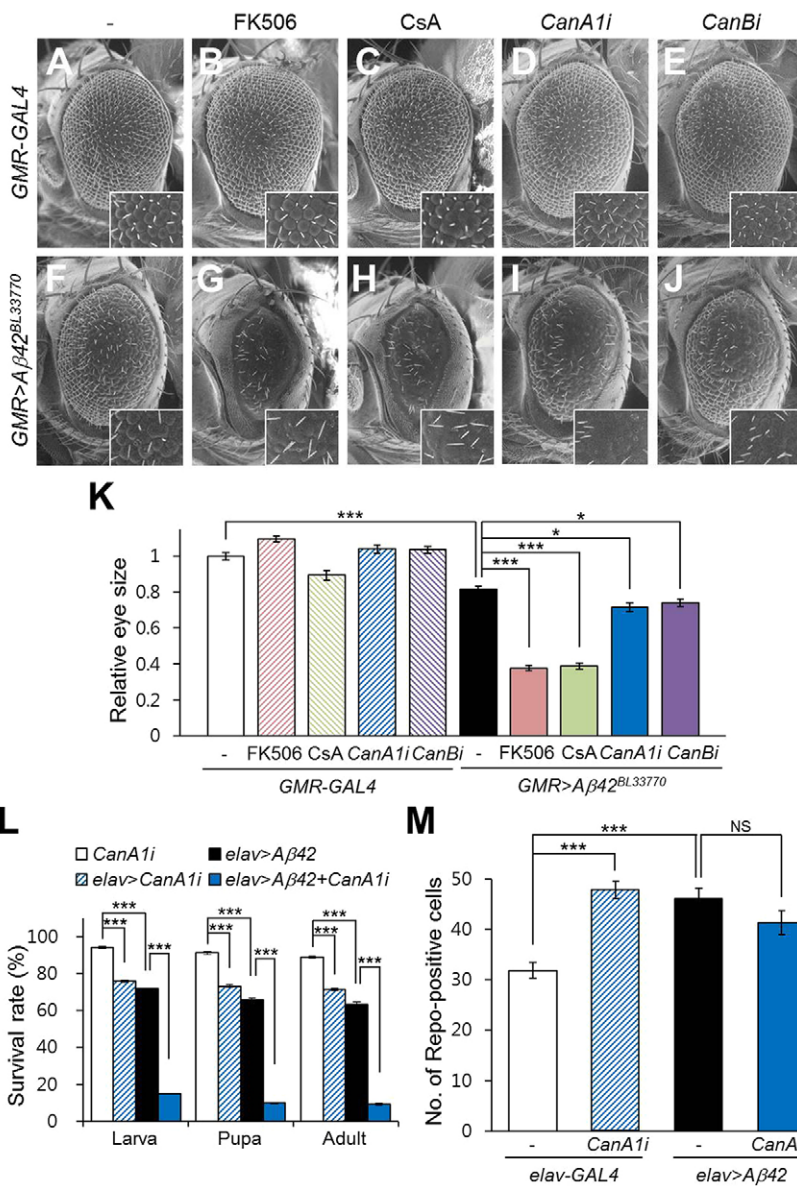 - FK506 CsA CanA1i CanBi
GMR-GAL4
A B C D E
GMR>Aβ42BL33770
F G H I J
K
*** *
*
***
***
Relative eye size
1
0.8
0.6
0.4
0.2
0
- FK506 CsA CanA1i CanBi - FK506 CsA CanA1i CanBi
GMR-GAL4 GMR>Aβ42BL33770
L
CanA1i elav>Aβ42
elav>CanA1i elav>Aβ42+CanA1i
*** *** ***
*** *** *** *** *** ***
Survival rate (%)
100
80
60
40
20
0
Larva Pupa Adult
M
*** NS
***
No. of Repo-positive cells
50
40
30
20
10
0
- CanA1i - CanA
elav-GAL4 elav>Aβ42